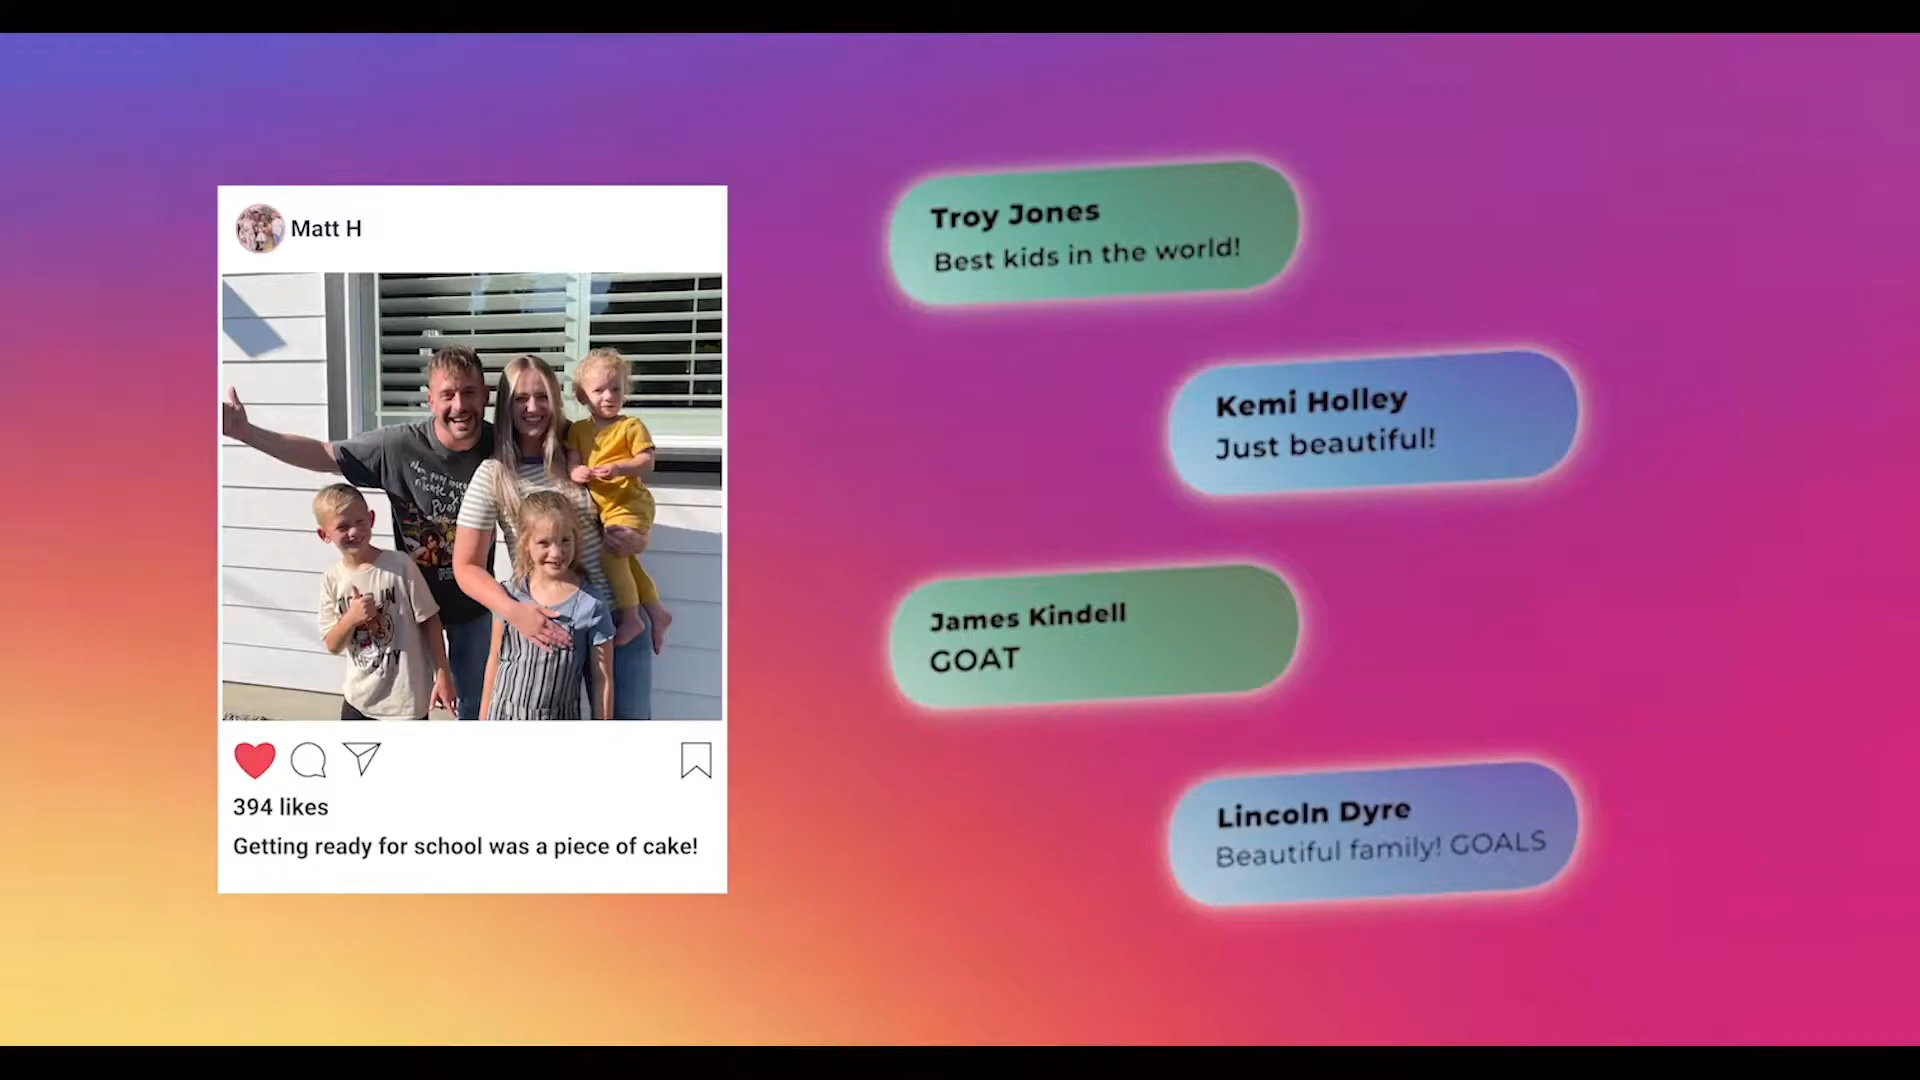 Matt H
394 likes
Getting ready for school was a piece of cake!
Troy Jones
Best kids in the world!
Kemi Holley
Just beautiful!
James Kindell
GOAT
Lincoln Dyre
Beautiful family! GOALS